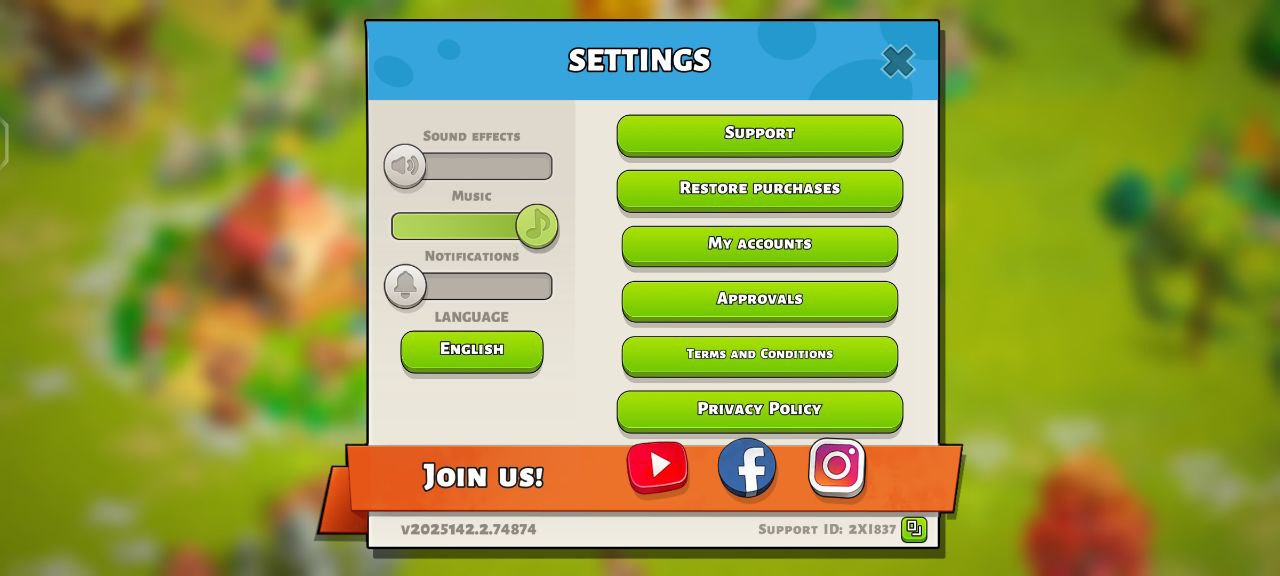 SETTINGS
SOUND EFFECTS
MUSIC
NOTIFICATIONS
LANGUAGE
ENGLISH
SUPPORT
RESTORE PURCHASES
MY ACCOUNTS
APPROVALS
TERMS AND CONDITIONS
PRIVACY POLICY
JOIN US!
v2025142.2.74874
SUPPORT ID: 2XI837